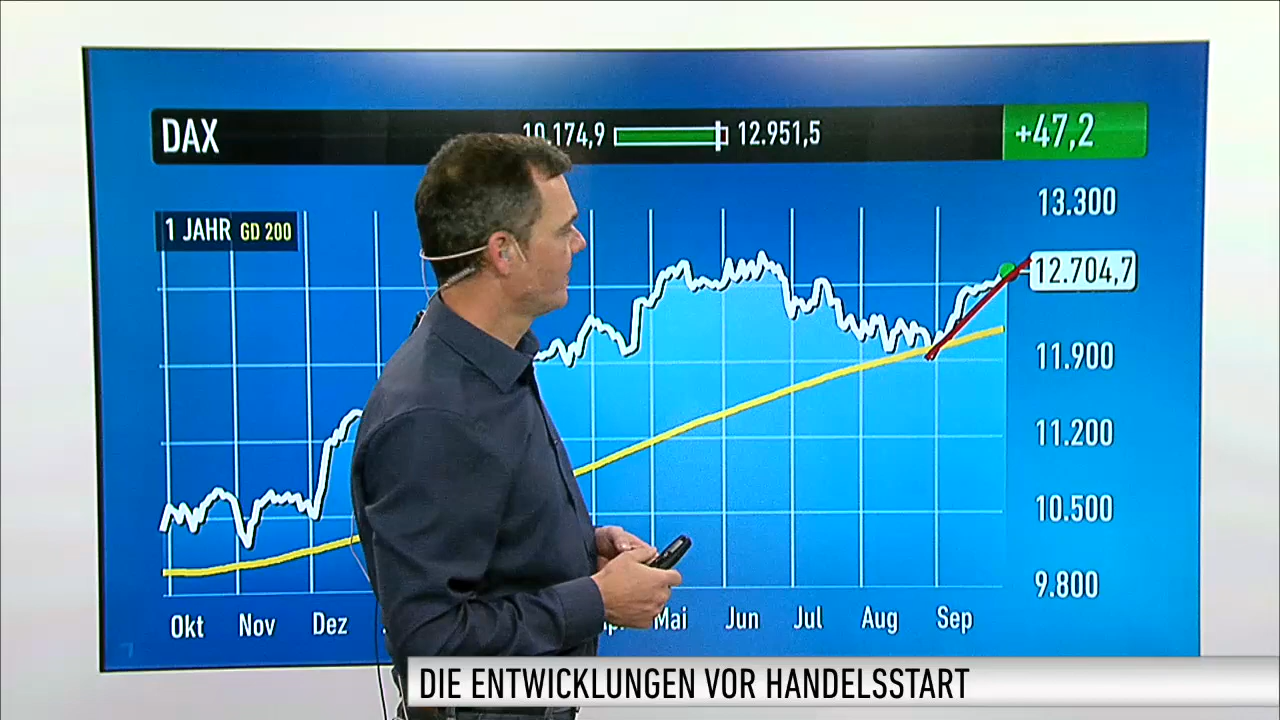 DAX 10.174,9 12.951,5 +47,2
1 JAHR GD 200
13.300
12.704,7
11.900
11.200
10.500
9.800
Okt Nov Dez Mai Jun Jul Aug Sep
DIE ENTWICKLUNGEN VOR HANDELSSTART